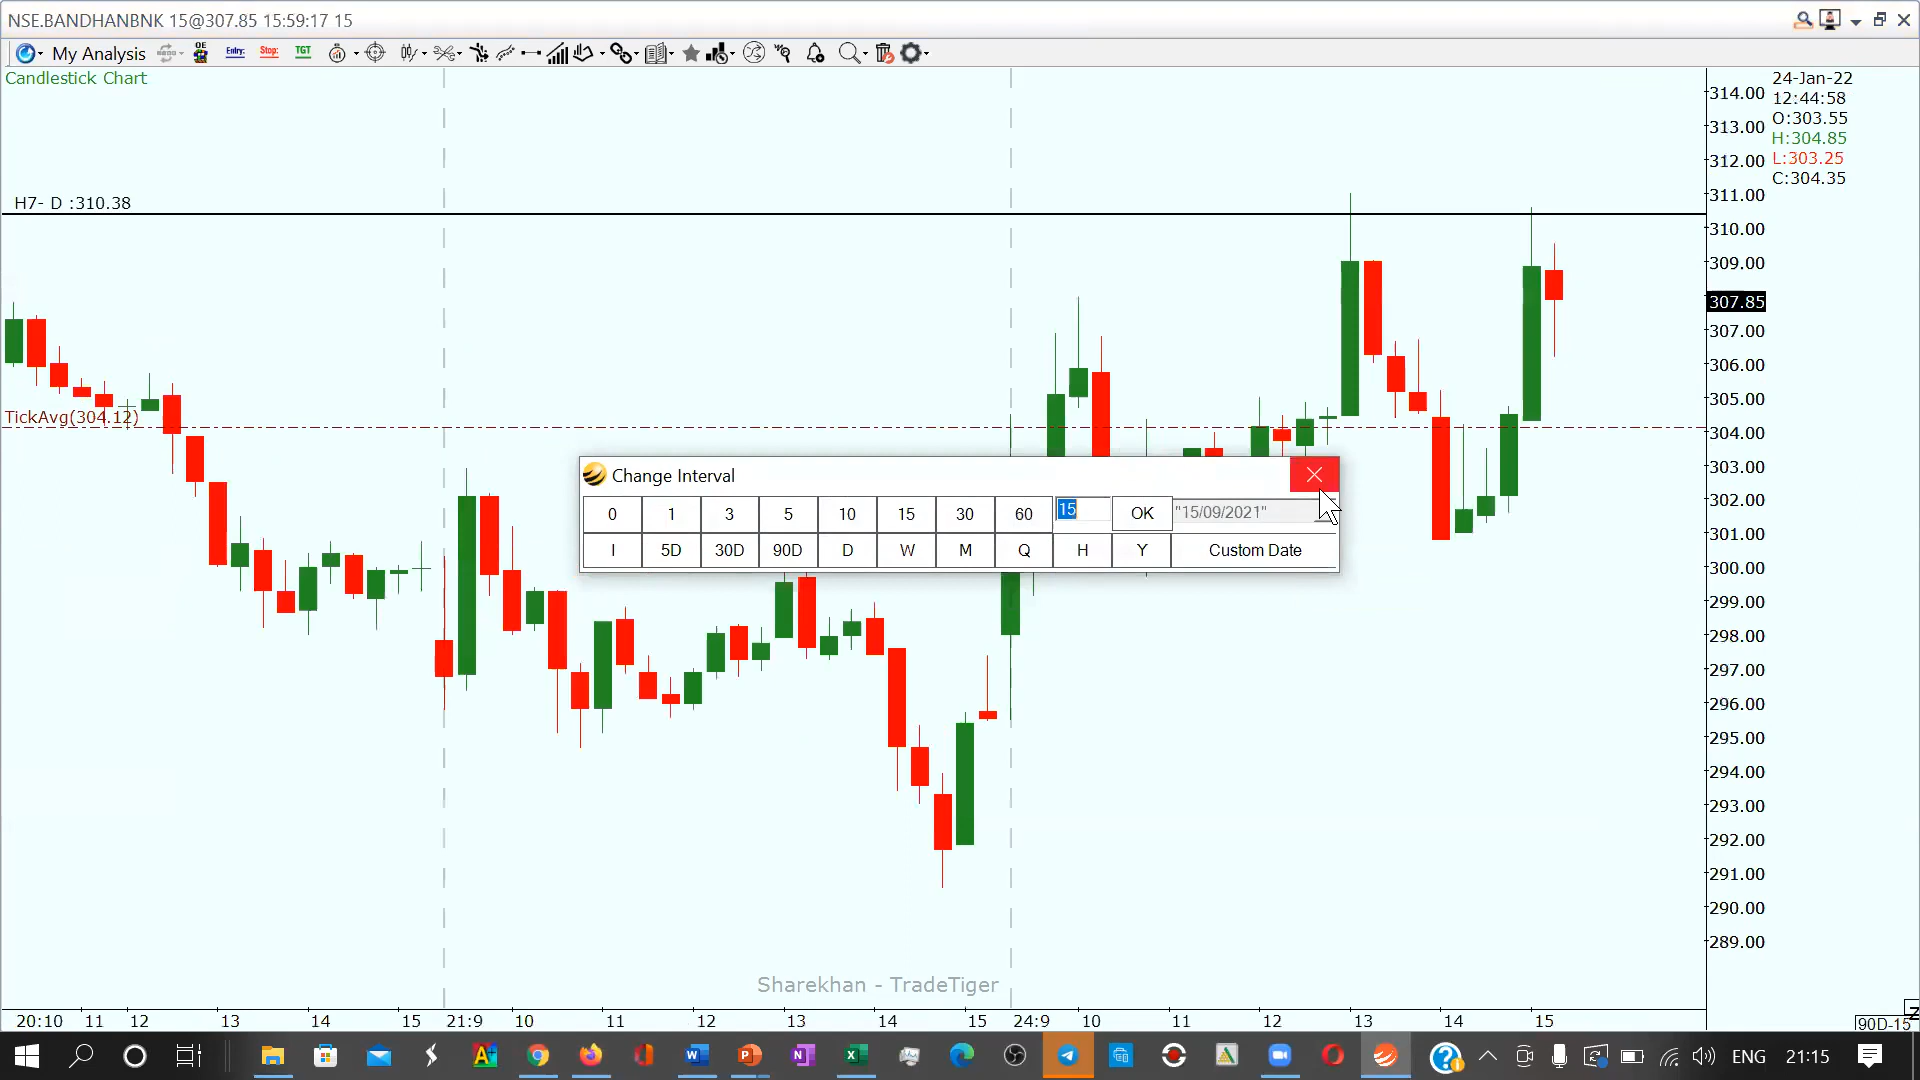 NSE.BANDHANBNK 15@307.85 15:59:17 15
My Analysis
OE
Entry:
Stop:
TGT
Candlestick Chart
24-Jan-22
12:44:58
O:303.55
H:304.85
L:303.25
C:304.35
314.00
313.00
312.00
311.00
310.00
309.00
307.85
307.00
306.00
305.00
304.00
303.00
302.00
301.00
300.00
299.00
298.00
297.00
296.00
295.00
294.00
293.00
292.00
291.00
290.00
289.00
H7- D :310.38
TickAvg(304.12)
Change Interval
0 1 3 5 10 15 30 60 15 OK "15/09/2021"
I 5D 30D 90D D W M Q H Y Custom Date
Sharekhan - TradeTiger
20:10 11 12 13 14 15 21:9 10 11 12 13 14 15 24:9 10 11 12 13 14 15
90D-15
ENG 21:15